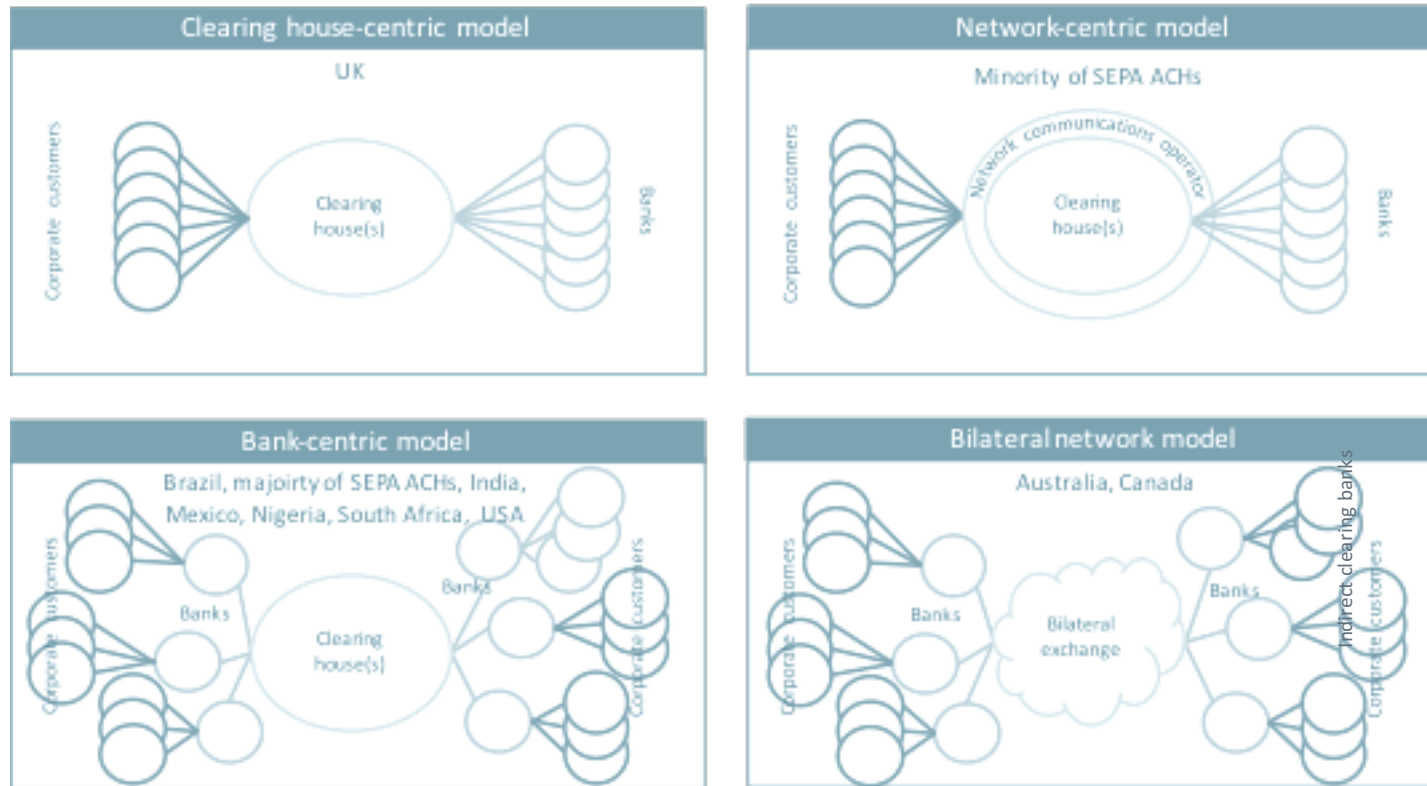 Clearing house-centric model
UK
Corporate customers
Clearing
house(s)
Banks
Network-centric model
Minority of SEPA ACHs
Corporate customers
Network communications operator
Clearing
house(s)
Banks
Bank-centric model
Brazil, majoirty of SEPA ACHs, India,
Mexico, Nigeria, South Africa, USA
Corporate customers
Banks
Clearing
house(s)
Banks
Corporate customers
Bilateral network model
Australia, Canada
Corporate customers
Banks
Bilateral
exchange
Banks
Indirect clearing banks
Corporate customers